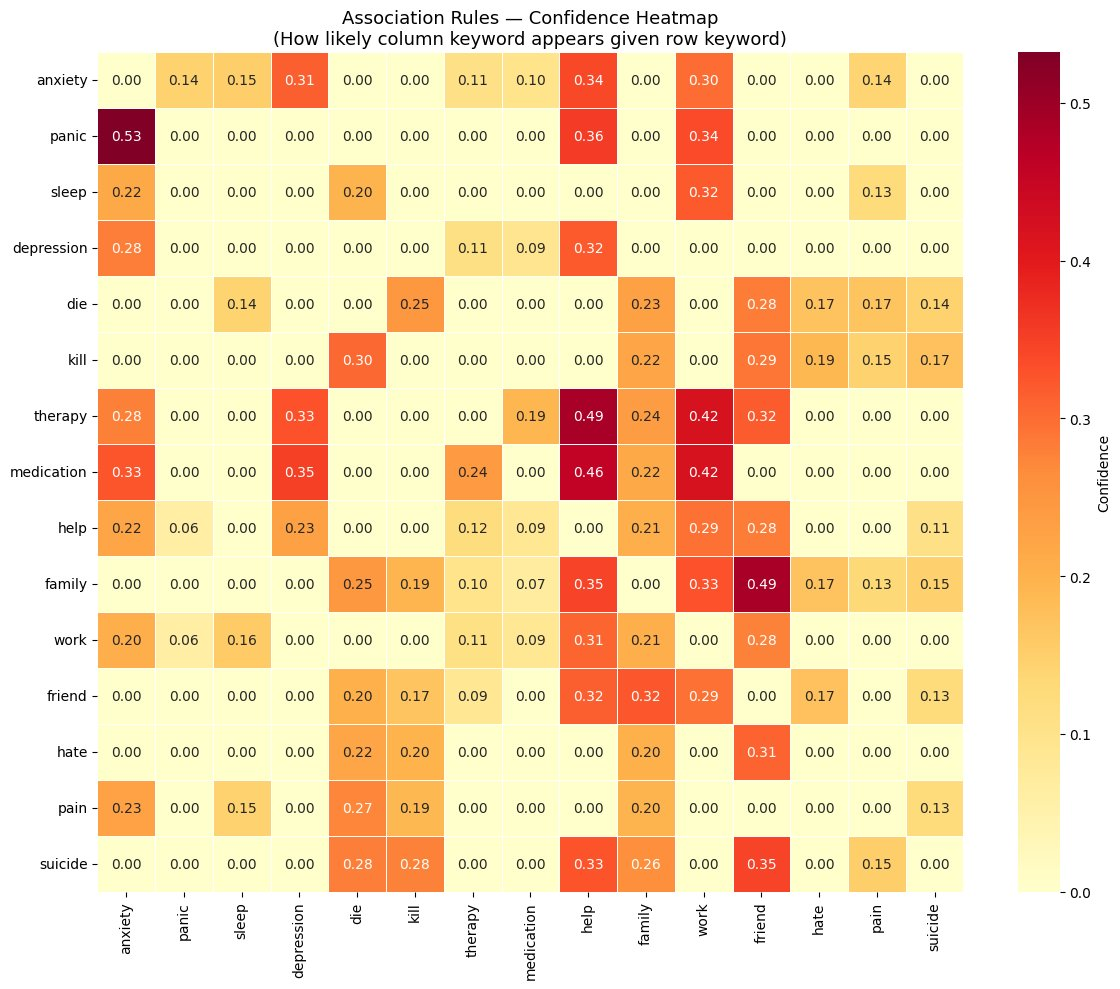 Association Rules — Confidence Heatmap
(How likely column keyword appears given row keyword)
anxiety 0.00 0.14 0.15 0.31 0.00 0.00 0.11 0.10 0.34 0.00 0.30 0.00 0.00 0.14 0.00
panic 0.53 0.00 0.00 0.00 0.00 0.00 0.00 0.00 0.36 0.00 0.34 0.00 0.00 0.00 0.00
sleep 0.22 0.00 0.00 0.00 0.20 0.00 0.00 0.00 0.00 0.00 0.32 0.00 0.00 0.13 0.00
depression 0.28 0.00 0.00 0.00 0.00 0.00 0.11 0.09 0.32 0.00 0.00 0.00 0.00 0.00 0.00
die 0.00 0.00 0.14 0.00 0.00 0.25 0.00 0.00 0.00 0.23 0.00 0.28 0.17 0.17 0.14
kill 0.00 0.00 0.00 0.00 0.30 0.00 0.00 0.00 0.00 0.22 0.00 0.29 0.19 0.15 0.17
therapy 0.28 0.00 0.00 0.33 0.00 0.00 0.00 0.19 0.49 0.24 0.42 0.32 0.00 0.00 0.00
medication 0.33 0.00 0.00 0.35 0.00 0.00 0.24 0.00 0.46 0.22 0.42 0.00 0.00 0.00 0.00
help 0.22 0.06 0.00 0.23 0.00 0.00 0.12 0.09 0.00 0.21 0.29 0.28 0.00 0.00 0.11
family 0.00 0.00 0.00 0.00 0.25 0.19 0.10 0.07 0.35 0.00 0.33 0.49 0.17 0.13 0.15
work 0.20 0.06 0.16 0.00 0.00 0.00 0.11 0.09 0.31 0.21 0.00 0.28 0.00 0.00 0.00
friend 0.00 0.00 0.00 0.00 0.20 0.17 0.09 0.00 0.32 0.32 0.29 0.00 0.17 0.00 0.13
hate 0.00 0.00 0.00 0.00 0.22 0.20 0.00 0.00 0.00 0.20 0.00 0.31 0.00 0.00 0.00
pain 0.23 0.00 0.15 0.00 0.27 0.19 0.00 0.00 0.00 0.20 0.00 0.00 0.00 0.00 0.13
suicide 0.00 0.00 0.00 0.00 0.28 0.28 0.00 0.00 0.33 0.26 0.00 0.35 0.00 0.15 0.00
anxiety panic sleep depression die kill therapy medication help family work friend hate pain suicide
0.5
0.4
0.3
0.2
0.1
0.0
Confidence